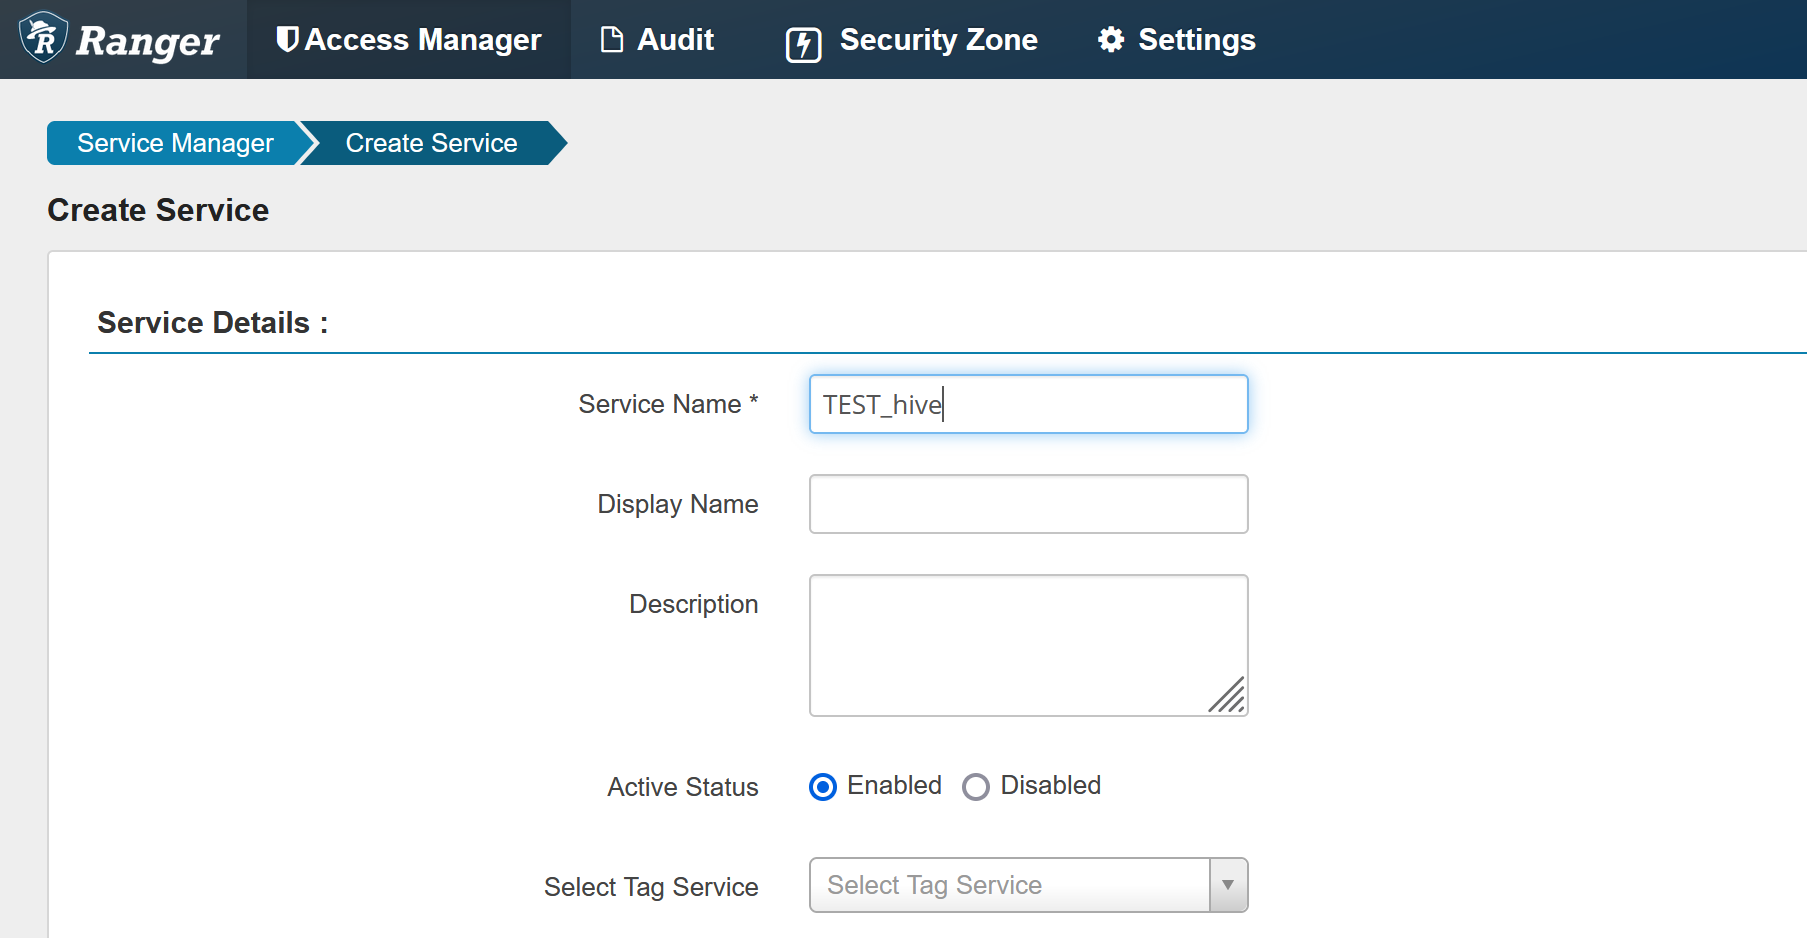 Ranger Access Manager Audit Security Zone Settings
Service Manager Create Service
Create Service
Service Details :
Service Name * TEST_hive
Display Name
Description
Active Status Enabled Disabled
Select Tag Service Select Tag Service